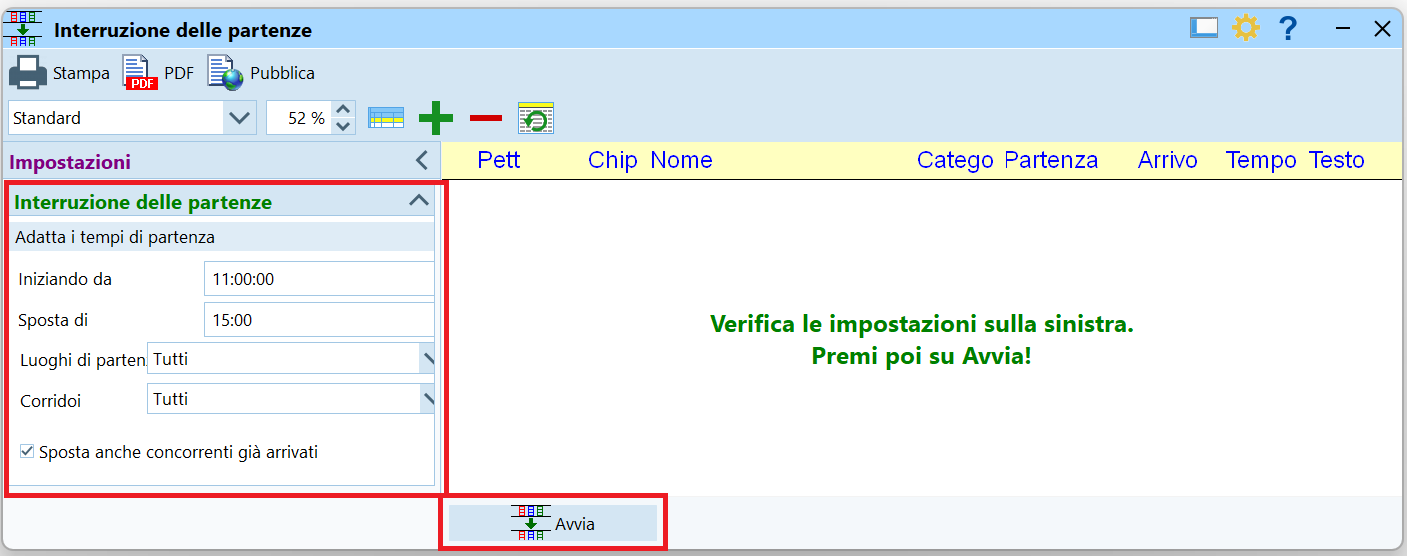 Interruzione delle partenze
?
Stampa PDF PDF Pubblica
Standard 52 %
Impostazioni Pett Chip Nome Catego Partenza Arrivo Tempo Testo
Interruzione delle partenze
Adatta i tempi di partenza
Iniziando da 11:00:00
Sposta di 15:00
Luoghi di parten Tutti
Corridoi Tutti
Sposta anche concorrenti già arrivati
Verifica le impostazioni sulla sinistra.
Premi poi su Avvia!
Avvia